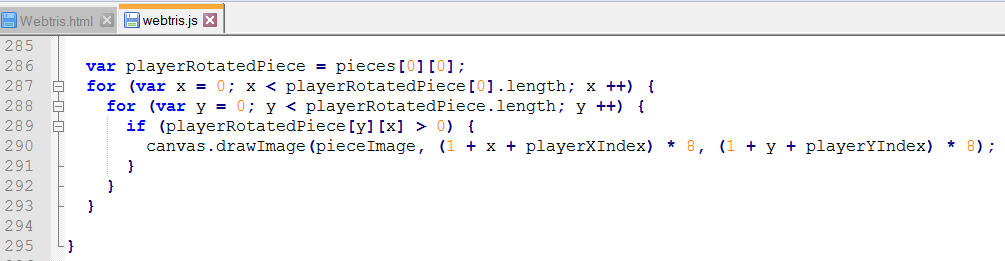 Webtris.html webtris.js
285
286 var playerRotatedPiece = pieces[0][0];
287 for (var x = 0; x < playerRotatedPiece[0].length; x ++) {
288 for (var y = 0; y < playerRotatedPiece.length; y ++) {
289 if (playerRotatedPiece[y][x] > 0) {
290 canvas.drawImage(pieceImage, (1 + x + playerXIndex) * 8, (1 + y + playerYIndex) * 8);
291 }
292 }
293 }
294
295 }